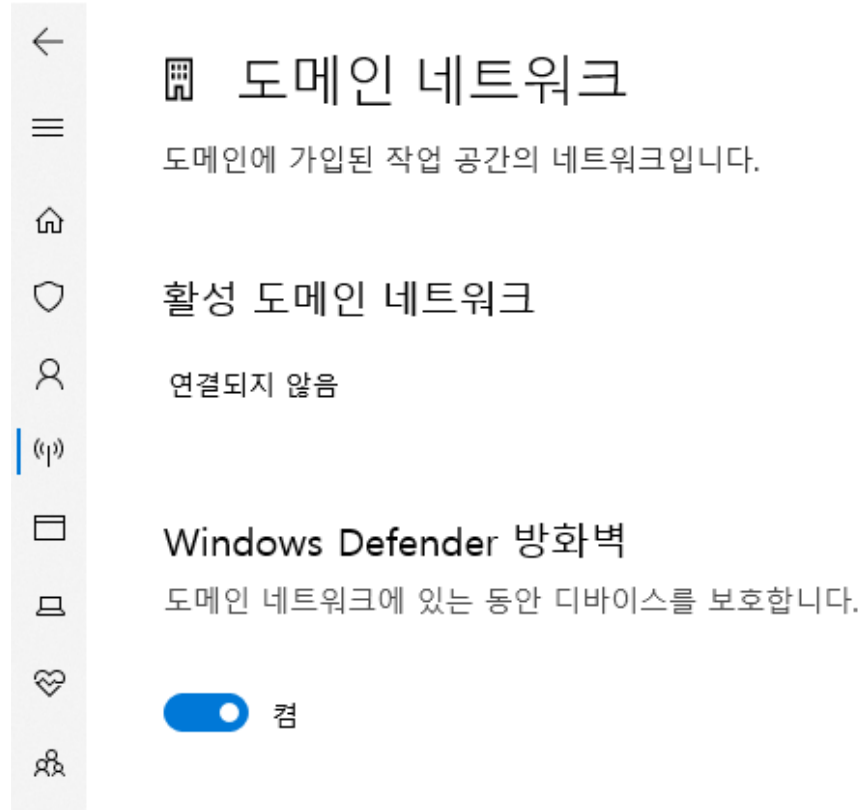 도메인 네트워크
도메인에 가입된 작업 공간의 네트워크입니다.
활성 도메인 네트워크
연결되지 않음
Windows Defender 방화벽
도메인 네트워크에 있는 동안 디바이스를 보호합니다.
켬